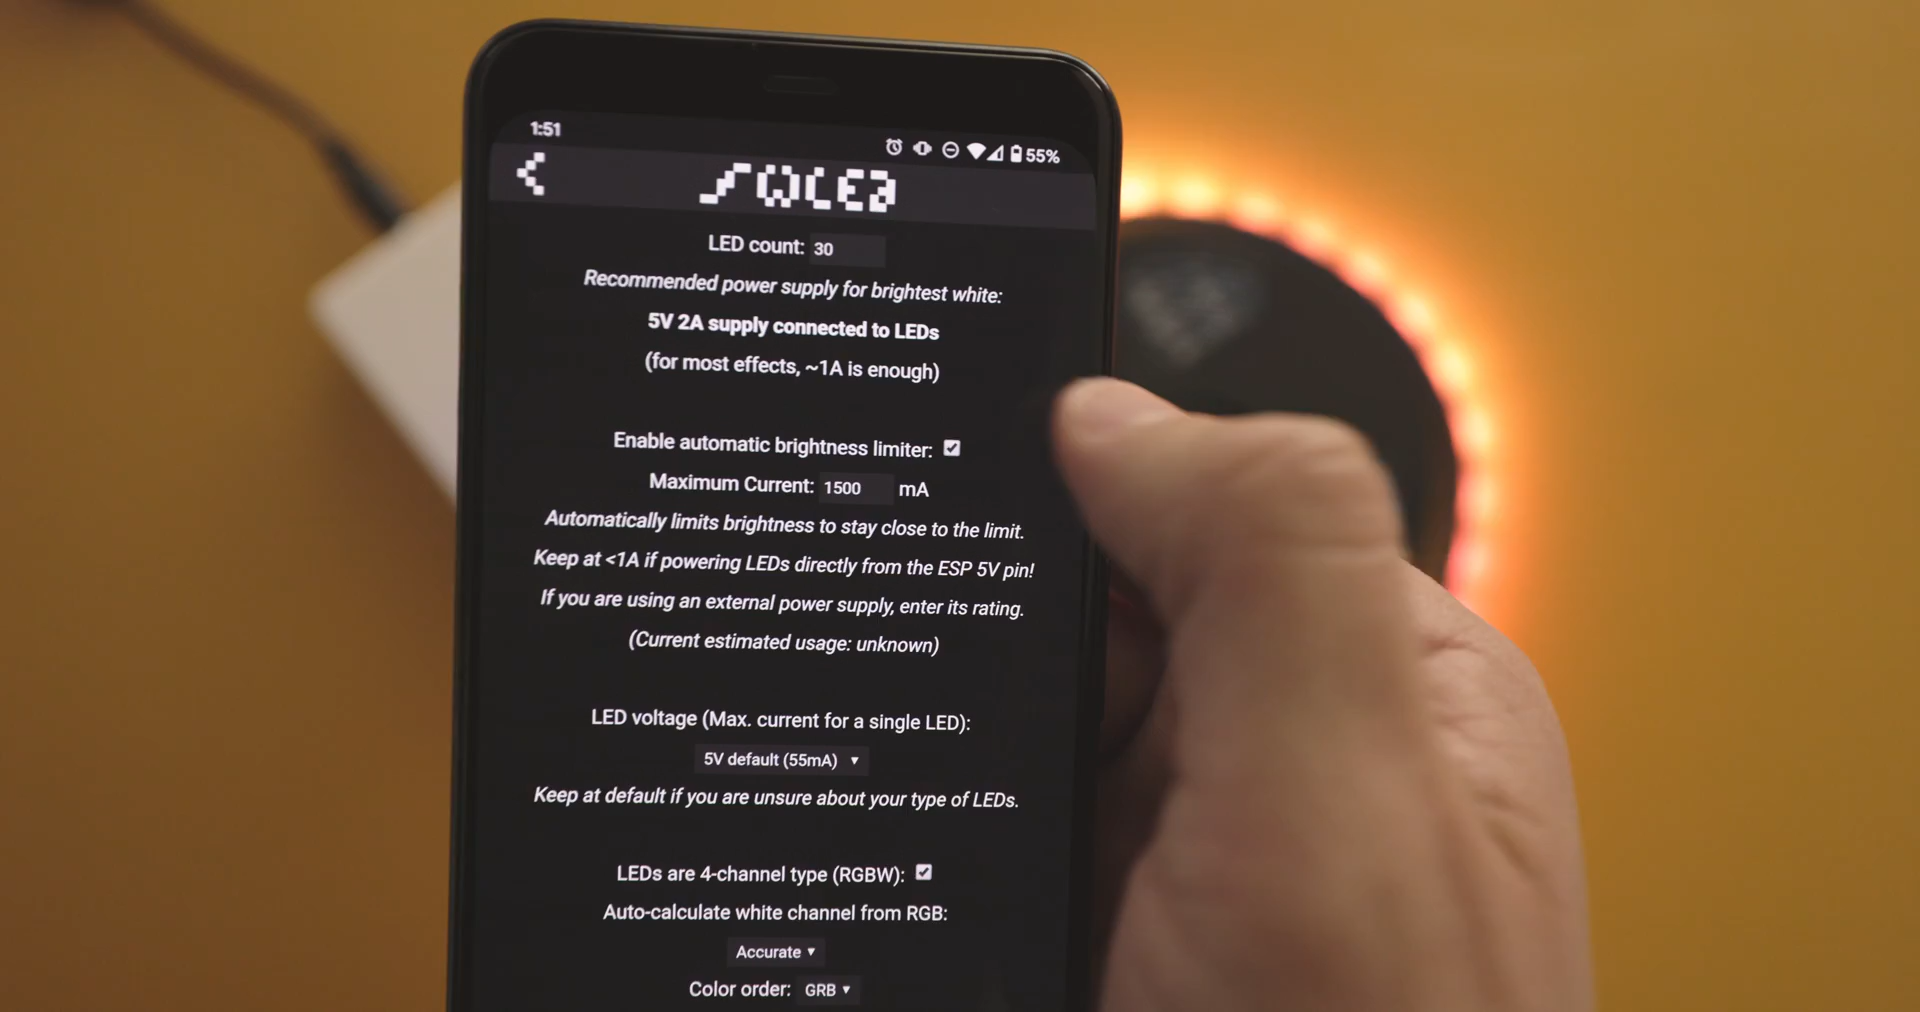 1:51
55%
LED count: 30
Recommended power supply for brightest white:
5V 2A supply connected to LEDs
(for most effects, ~1A is enough)
Enable automatic brightness limiter:
Maximum Current: 1500 mA
Automatically limits brightness to stay close to the limit.
Keep at <1A if powering LEDs directly from the ESP 5V pin!
If you are using an external power supply, enter its rating.
(Current estimated usage: unknown)
LED voltage (Max. current for a single LED):
5V default (55mA)
Keep at default if you are unsure about your type of LEDs.
LEDs are 4-channel type (RGBW):
Auto-calculate white channel from RGB:
Accurate
Color order: GRB